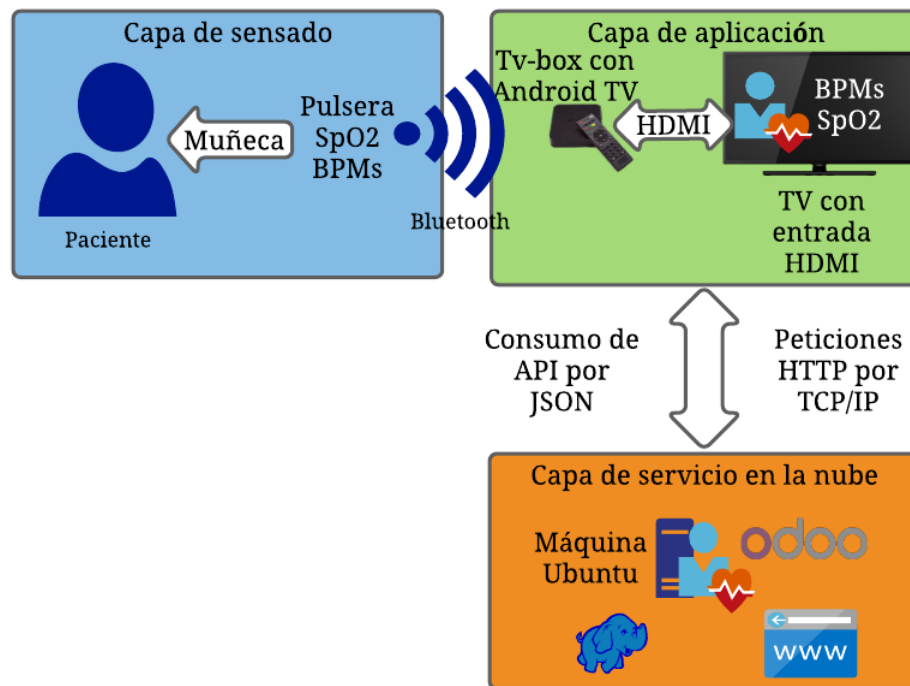 Capa de sensado
Muñeca
Pulsera
SpO2
BPMs
Paciente
Bluetooth
Capa de aplicación
Tv-box con
Android TV
HDMI
BPMs
SpO2
TV con
entrada
HDMI
Consumo de
API por
JSON
Peticiones
HTTP por
TCP/IP
Capa de servicio en la nube
Máquina
Ubuntu
odoo
www